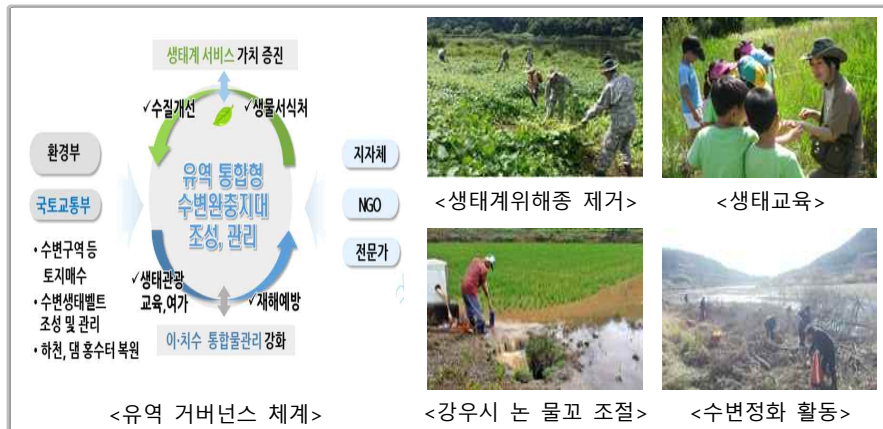 생태계 서비스 가치 증진
✓수질개선
✓생물서식처
환경부
국토교통부
• 수변구역 등
토지매수
• 수변생태벨트
조성 및 관리
• 하천, 댐 홍수터 복원
유역 통합형
수변완충지대
조성, 관리
✓생태관광
교육,여가
✓재해예방
이·치수 통합물관리 강화
지자체
NGO
전문가
<유역 거버넌스 체계>
<생태계위해종 제거>
<생태교육>
<강우시 논 물꼬 조절>
<수변정화 활동>